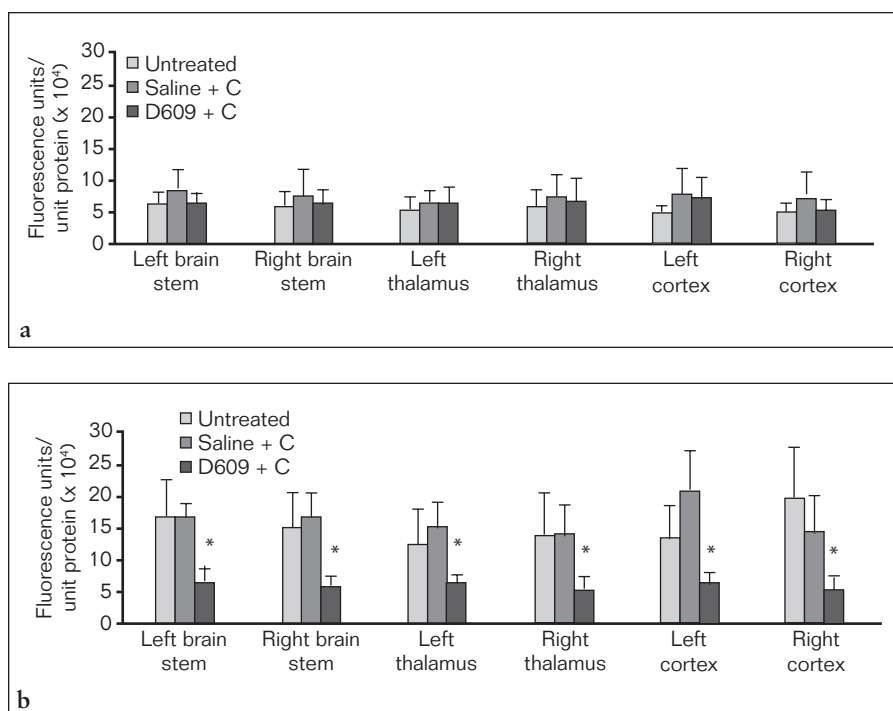 Fluorescence units/
unit protein (x 10⁴)
30
25
20
15
10
5
0
Untreated
Saline + C
D609 + C
Left brain
stem
Right brain
stem
Left
thalamus
Right
thalamus
Left
cortex
Right
cortex
a
Fluorescence units/
unit protein (x 10⁴)
30
25
20
15
10
5
0
Untreated
Saline + C
D609 + C
*
*
*
*
*
*
Left brain
stem
Right brain
stem
Left
thalamus
Right
thalamus
Left
cortex
Right
cortex
b